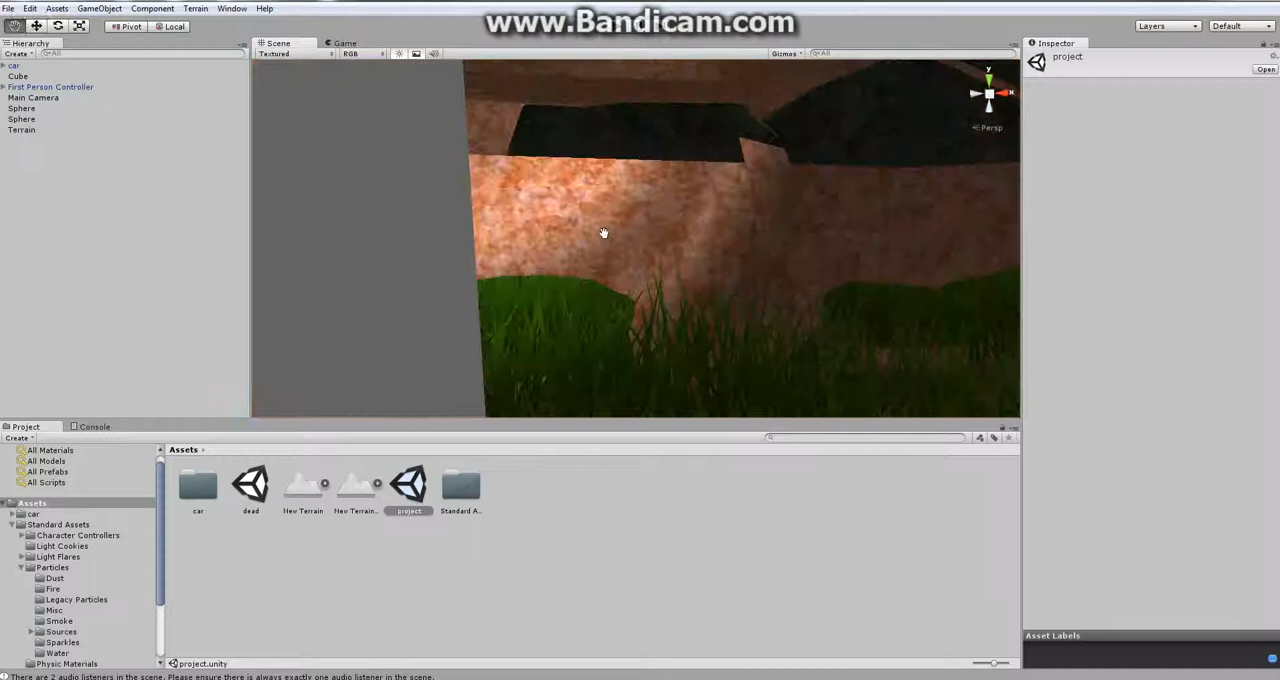 www.Bandicam.com
File Edit Assets GameObject Component Terrain Window Help
Pivot Local Layers Default
Hierarchy Scene Game Inspector
Create All Textured RGB Gizmos All
project
Open
car
Cube
First Person Controller
Main Camera
Sphere
Sphere
Terrain
y
x
Persp
Project Console
Create
All Materials
All Models
All Prefabs
All Scripts
Assets
car
Standard Assets
Character Controllers
Light Cookies
Light Flares
Particles
Dust
Fire
Legacy Particles
Misc
Smoke
Sources
Sparkles
Water
Physic Materials
Assets
car dead New Terrain New Terrain... project Standard A...
project.unity
Asset Labels
There are 2 audio listeners in the scene. Please ensure there is always exactly one audio listener in the scene.